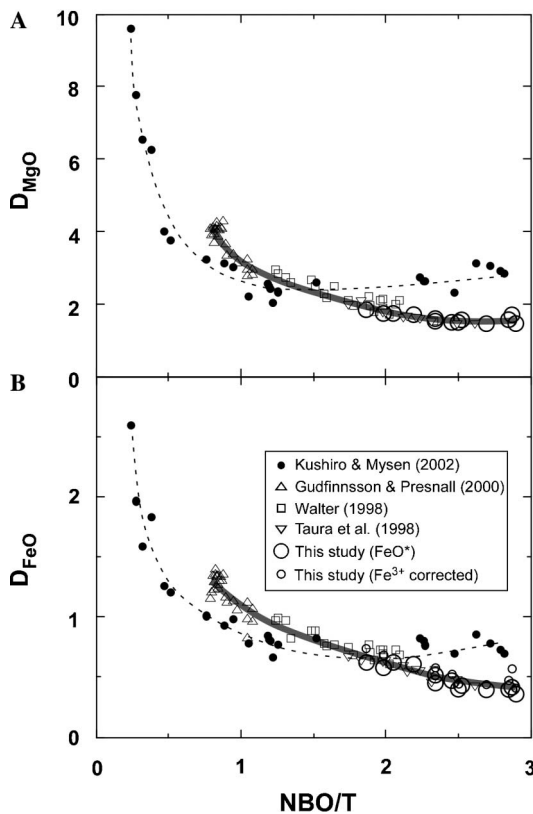 A
10
8
6
4
2
0
D_MgO
B
2
1
0
D_FeO
Kushiro & Mysen (2002)
Gudfinnsson & Presnall (2000)
Walter (1998)
Taura et al. (1998)
This study (FeO*)
This study (Fe³⁺ corrected)
0 1 2 3
NBO/T